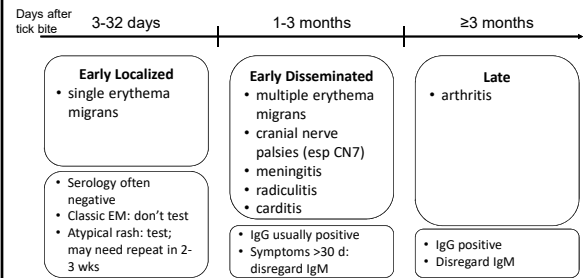 Days after
tick bite
3-32 days
1-3 months
≥3 months
Early Localized
• single erythema
migrans
Early Disseminated
• multiple erythema
migrans
• cranial nerve
palsies (esp CN7)
• meningitis
• radiculitis
• carditis
Late
• arthritis
• Serology often
negative
• Classic EM: don't test
• Atypical rash: test;
may need repeat in 2-
3 wks
• IgG usually positive
• Symptoms >30 d:
disregard IgM
• IgG positive
• Disregard IgM